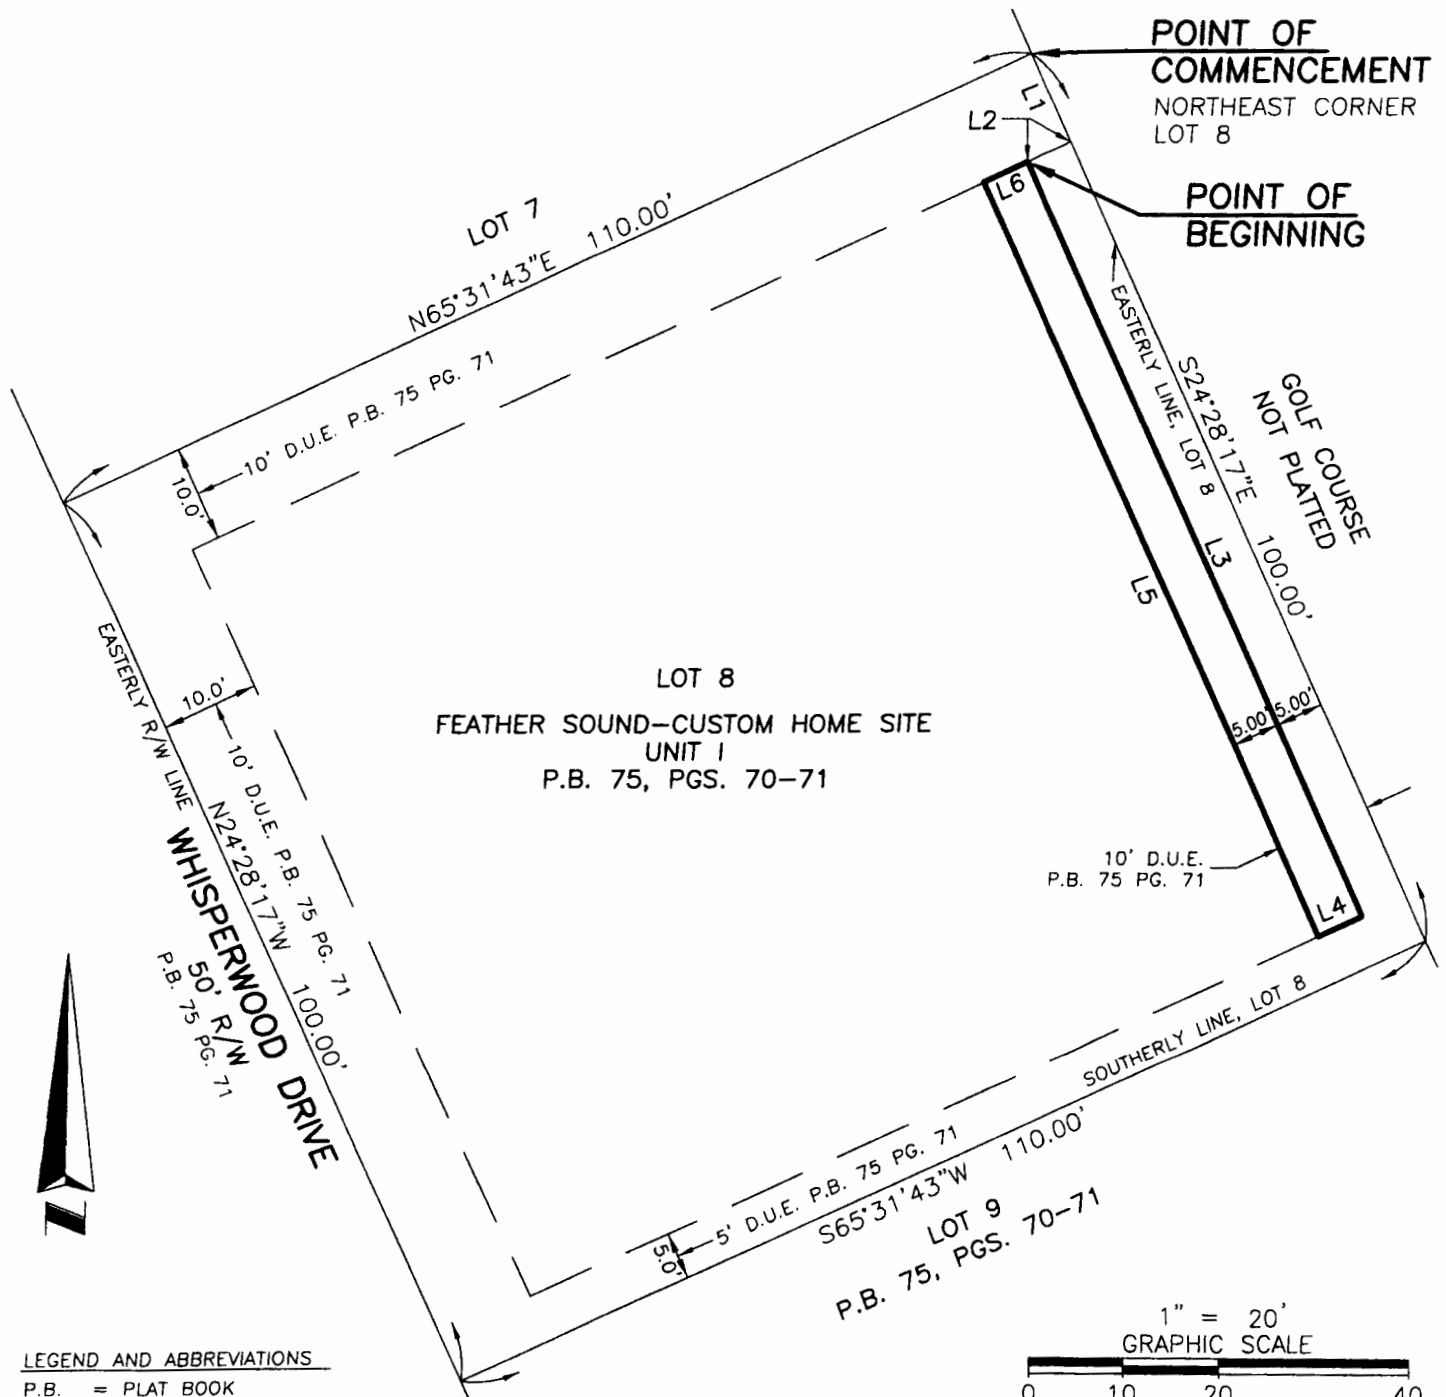 POINT OF
COMMENCEMENT
NORTHEAST CORNER
LOT 8
L1
L2
L6
POINT OF
BEGINNING
LOT 7
N65°31'43"E 110.00'
10' D.U.E. P.B. 75 PG. 71
10.0'
EASTERLY LINE, LOT 8
S24°28'17"E 100.00'
GOLF COURSE
NOT PLATTED
L3
L5
EASTERLY R/W LINE
10.0'
10' D.U.E. P.B. 75 PG. 71
N24°28'17"W 100.00'
WHISPERWOOD DRIVE
50' R/W
P.B. 75 PG. 71
LOT 8
FEATHER SOUND-CUSTOM HOME SITE
UNIT I
P.B. 75, PGS. 70-71
5.00'
5.00'
10' D.U.E.
P.B. 75 PG. 71
L4
SOUTHERLY LINE, LOT 8
5' D.U.E. P.B. 75 PG. 71
5.0'
S65°31'43"W 110.00'
LOT 9
P.B. 75, PGS. 70-71
N
1" = 20'
GRAPHIC SCALE
0 10 20 40
LEGEND AND ABBREVIATIONS
P.B. = PLAT BOOK